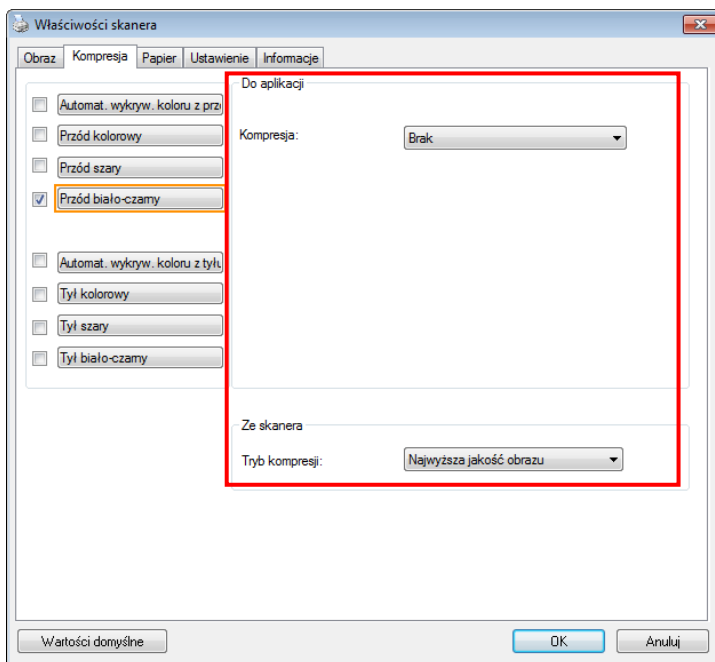 Właściwości skanera
Obraz Kompresja Papier Ustawienie Informacje
Do aplikacji
Automat. wykryw. koloru z prz
Przód kolorowy
Kompresja: Brak
Przód szary
Przód biało-czarny
Automat. wykryw. koloru z tyłu
Tył kolorowy
Tył szary
Tył biało-czarny
Ze skanera
Tryb kompresji: Najwyższa jakość obrazu
Wartości domyślne OK Anuluj